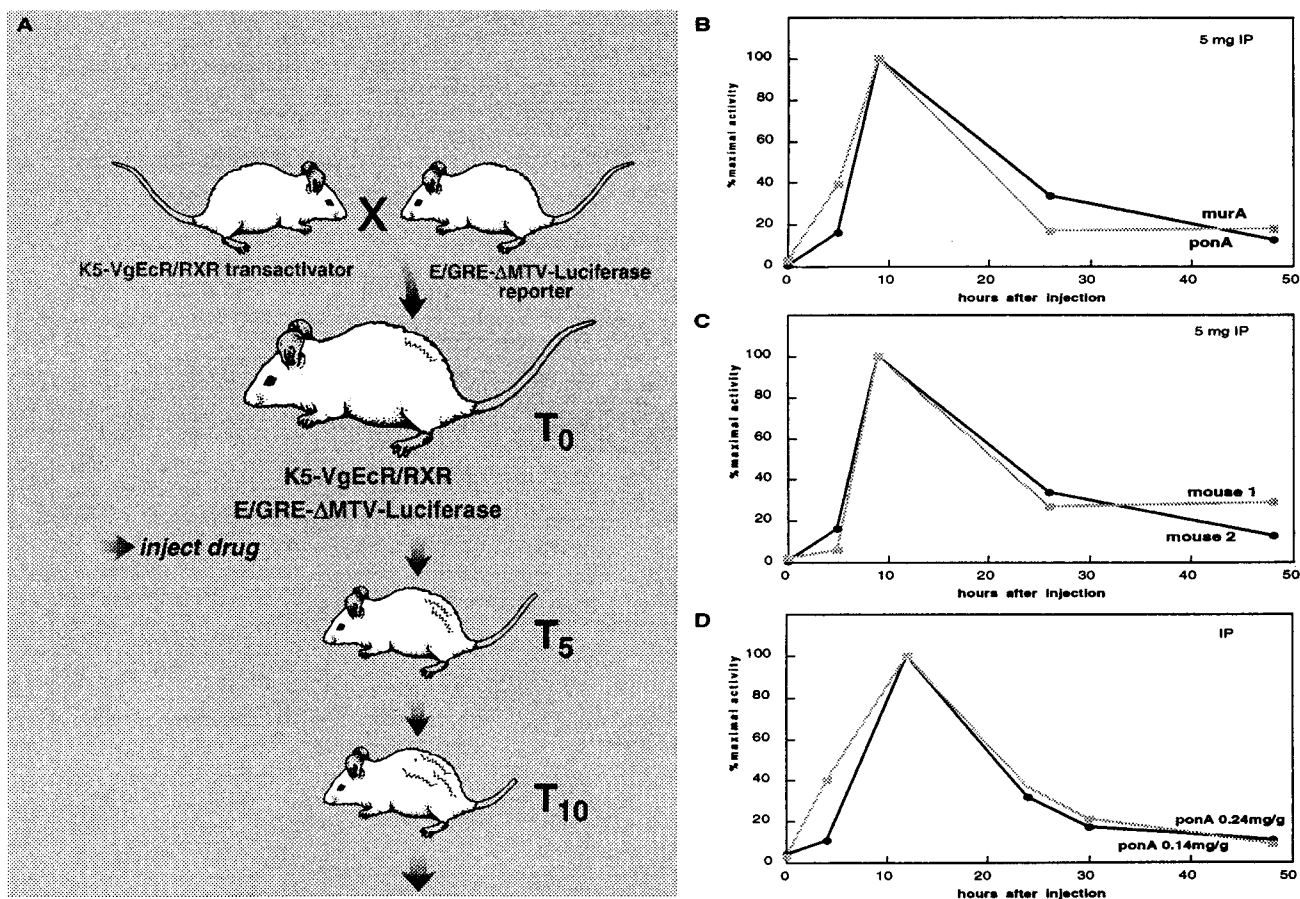 A
X
K5-VgEcR/RXR transactivator
E/GRE-ΔMTV-Luciferase
reporter
T0
K5-VgEcR/RXR
E/GRE-ΔMTV-Luciferase
inject drug
T5
T10
B
5 mg IP
%maximal activity
100
80
60
40
20
0
murA
ponA
0
10
20
30
40
50
hours after injection
C
5 mg IP
%maximal activity
100
80
60
40
20
0
mouse 1
mouse 2
0
10
20
30
40
50
hours after injection
D
IP
%maximal activity
100
80
60
40
20
0
ponA 0.24mg/g
ponA 0.14mg/g
0
10
20
30
40
50
hours after injection